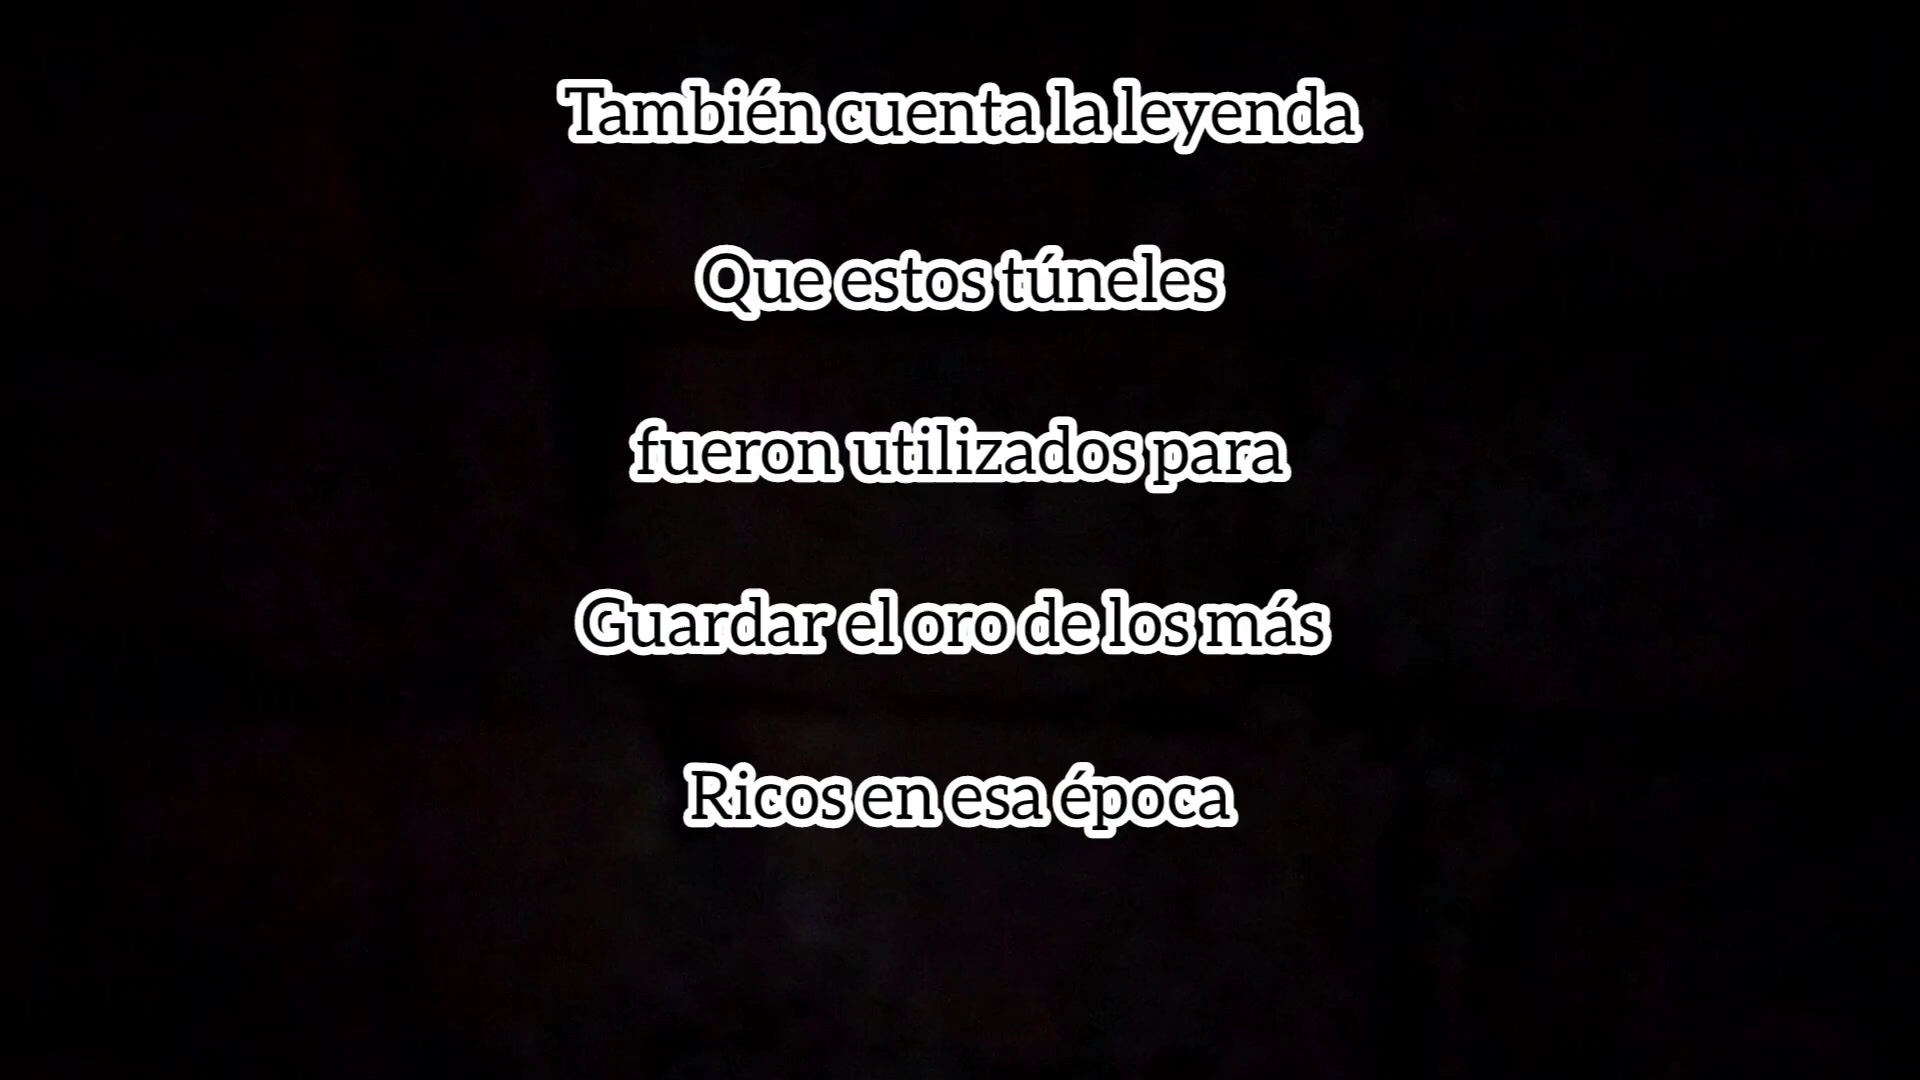 También cuenta la leyenda
Que estos túneles
fueron utilizados para
Guardar el oro de los más
Ricos en esa época